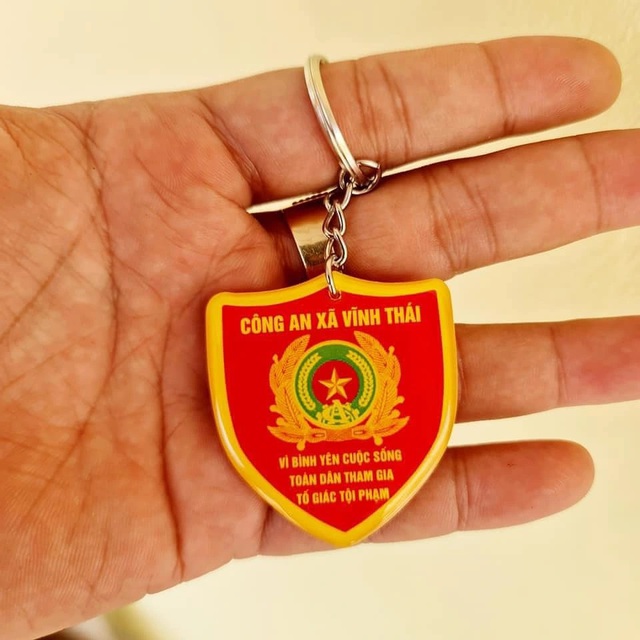 CÔNG AN XÃ VĨNH THÁI
VÌ BÌNH YÊN CUỘC SỐNG
TOÀN DÂN THAM GIA
TỐ GIÁC TỘI PHẠM